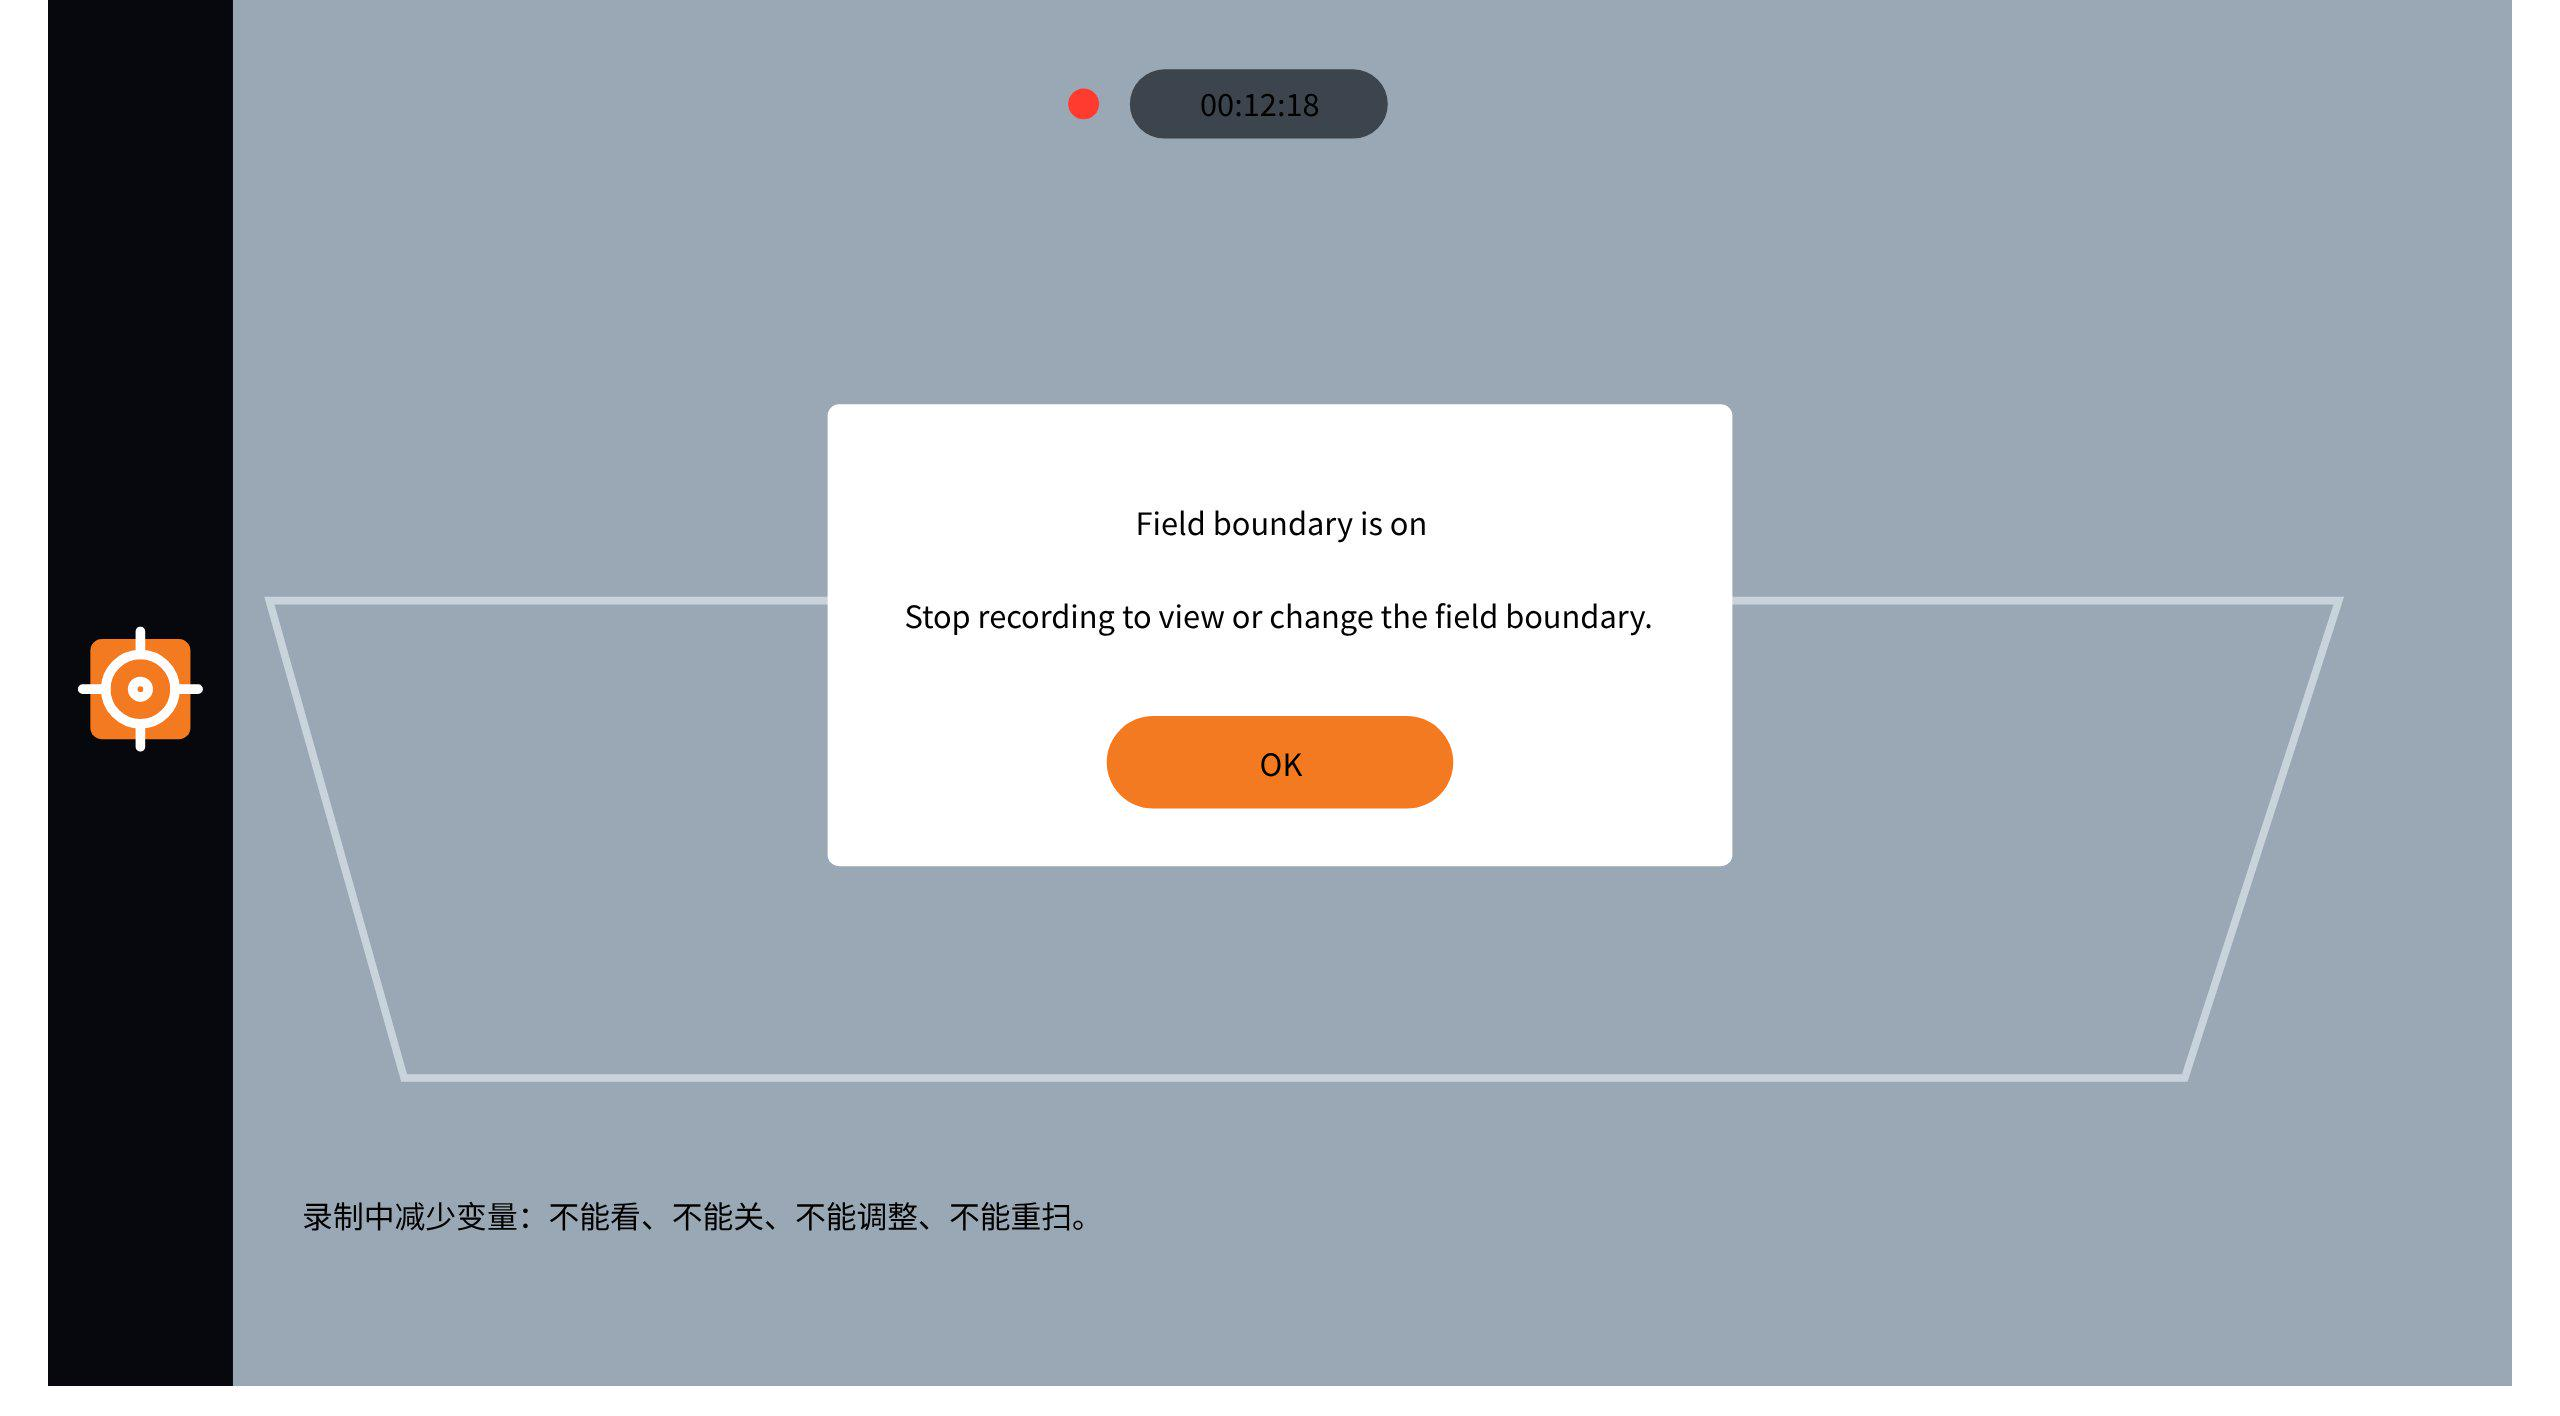 00:12:18
Field boundary is on
Stop recording to view or change the field boundary.
OK
录制中减少变量：不能看、不能关、不能调整、不能重扫。